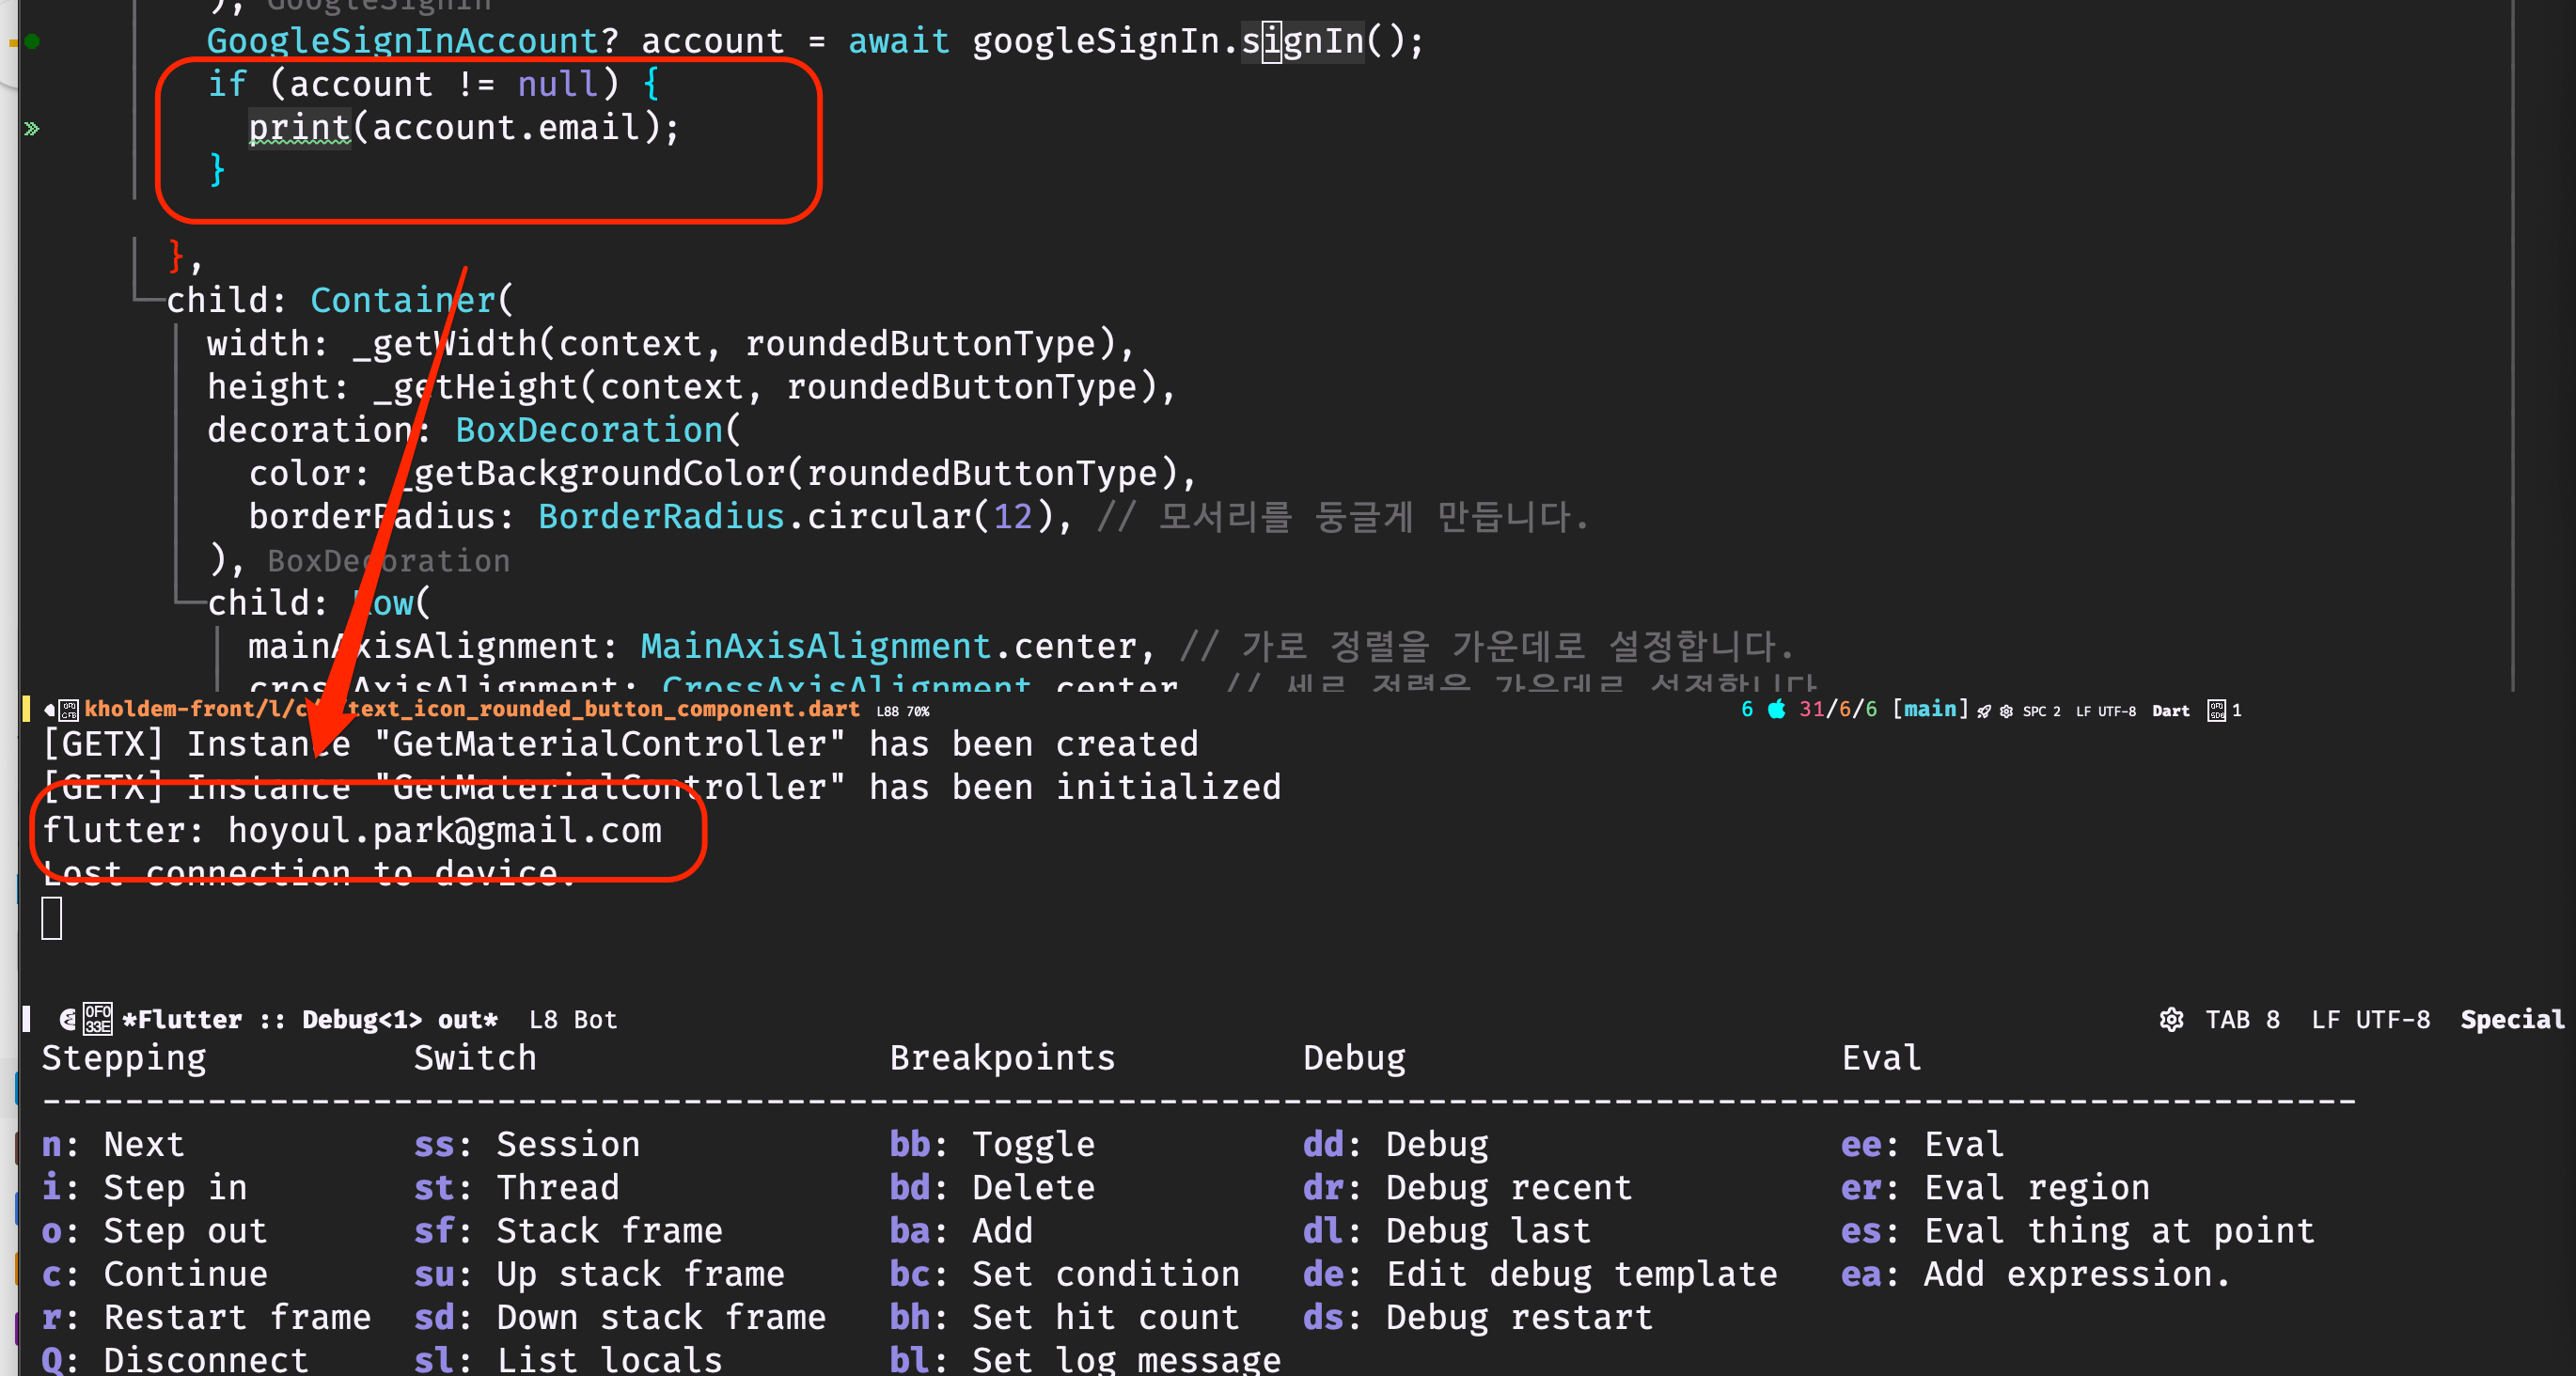 ), GoogleSignIn
GoogleSignInAccount? account = await googleSignIn.signIn();
if (account != null) {
print(account.email);
}
},
child: Container(
width: _getWidth(context, roundedButtonType),
height: _getHeight(context, roundedButtonType),
decoration: BoxDecoration(
color: _getBackgroundColor(roundedButtonType),
borderRadius: BorderRadius.circular(12), // 모서리를 둥글게 만듭니다.
), BoxDecoration
child: Row(
mainAxisAlignment: MainAxisAlignment.center, // 가로 정렬을 가운데로 설정합니다.
crossAxisAlignment: CrossAxisAlignment.center, // 세로 정렬을 가운데로 설정합니다
kholdem-front/l/c/ text_icon_rounded_button_component.dart L88 70% 6 31/6/6 [main] SPC 2 LF UTF-8 Dart 1
[GETX] Instance "GetMaterialController" has been created
[GETX] Instance "GetMaterialController" has been initialized
flutter: hoyoul.park@gmail.com
Lost connection to device.
*Flutter :: Debug<1> out* L8 Bot TAB 8 LF UTF-8 Special
Stepping Switch Breakpoints Debug Eval
----------------------------------------------------------------------------------------------------------------
n: Next ss: Session bb: Toggle dd: Debug ee: Eval
i: Step in st: Thread bd: Delete dr: Debug recent er: Eval region
o: Step out sf: Stack frame ba: Add dl: Debug last es: Eval thing at point
c: Continue su: Up stack frame bc: Set condition de: Edit debug template ea: Add expression.
r: Restart frame sd: Down stack frame bh: Set hit count ds: Debug restart
Q: Disconnect sl: List locals bl: Set log message